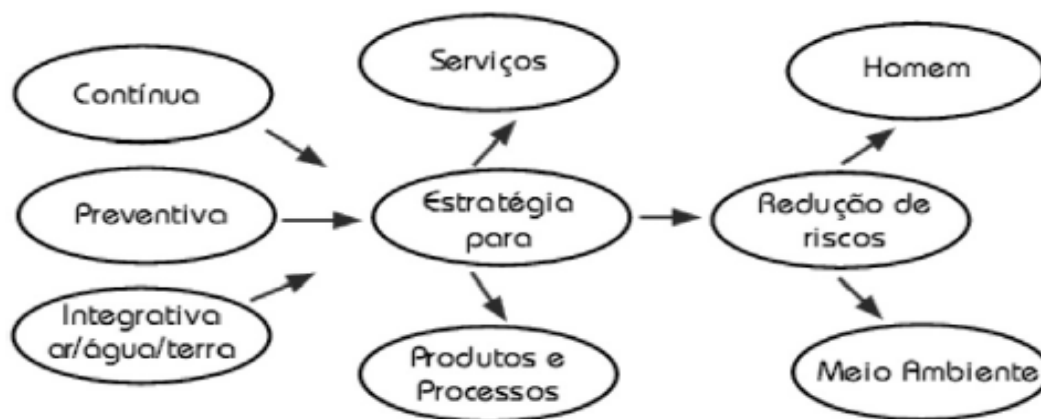 Contínua
Preventiva
Integrativa
ar/água/terra
Serviços
Estratégia
para
Produtos e
Processos
Homem
Redução de
riscos
Meio Ambiente